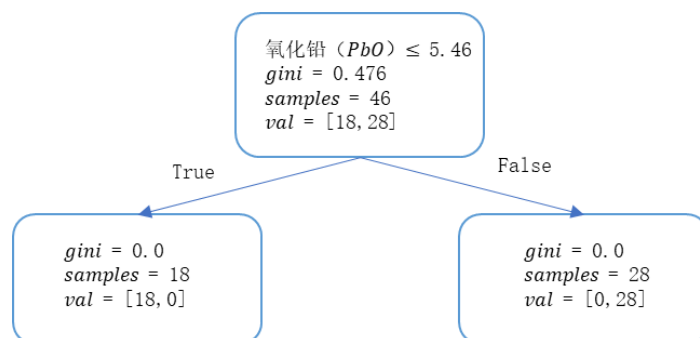 氧化铅（PbO）≤ 5.46
gini = 0.476
samples = 46
val = [18, 28]
True
False
gini = 0.0
samples = 18
val = [18, 0]
gini = 0.0
samples = 28
val = [0, 28]